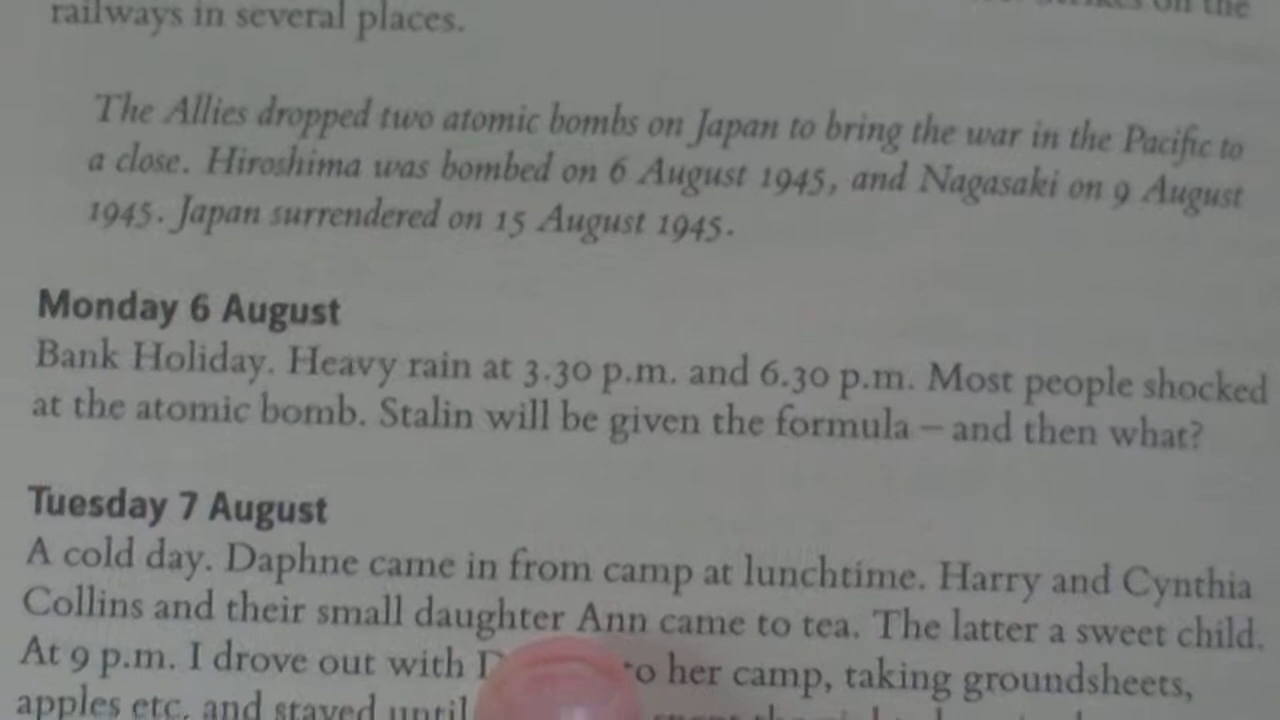 Strikes on the
railways in several places.
The Allies dropped two atomic bombs on Japan to bring the war in the Pacific to
a close. Hiroshima was bombed on 6 August 1945, and Nagasaki on 9 August
1945. Japan surrendered on 15 August 1945.
Monday 6 August
Bank Holiday. Heavy rain at 3.30 p.m. and 6.30 p.m. Most people shocked
at the atomic bomb. Stalin will be given the formula – and then what?
Tuesday 7 August
A cold day. Daphne came in from camp at lunchtime. Harry and Cynthia
Collins and their small daughter Ann came to tea. The latter a sweet child.
At 9 p.m. I drove out with to her camp, taking groundsheets,
apples etc. and stayed until